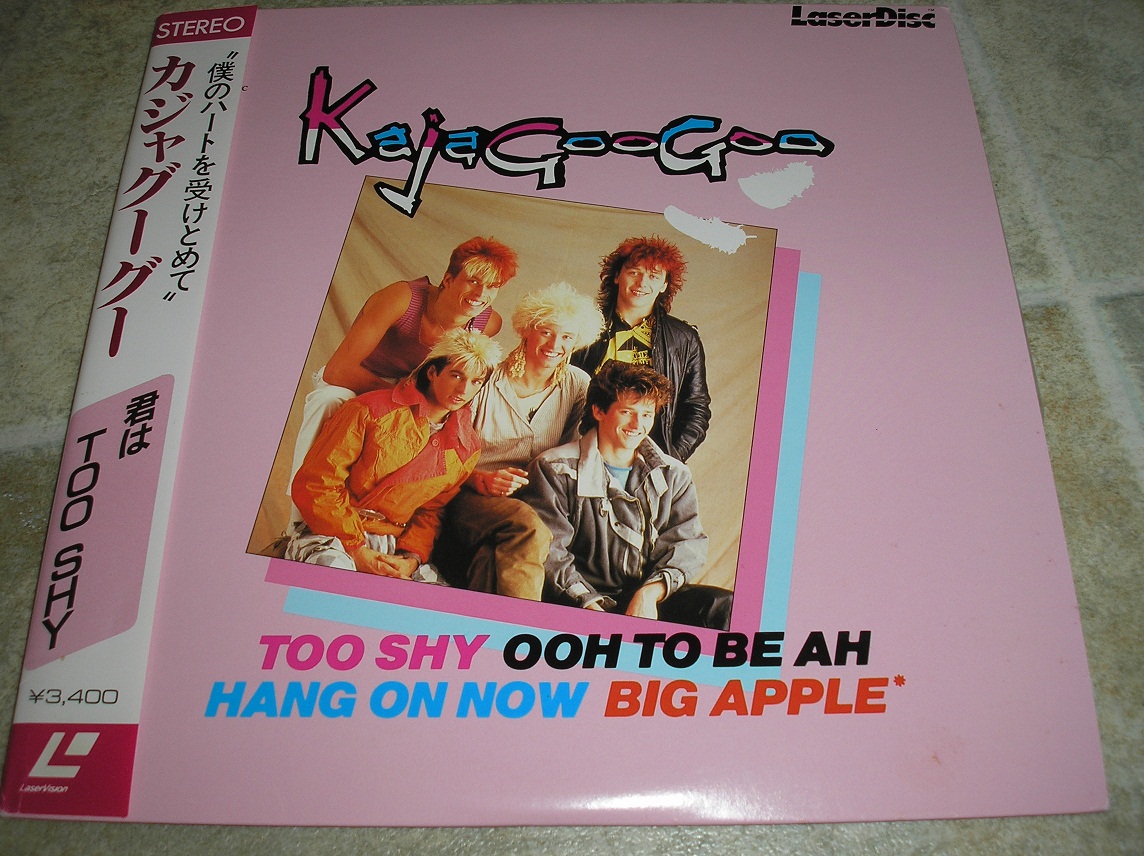 STEREO
"僕のハートを受けとめて"
カジャグーグー
君は
TOO SHY
¥3,400
LaserVision
LaserDisc
KajaGooGoo
TOO SHY OOH TO BE AH
HANG ON NOW BIG APPLE*